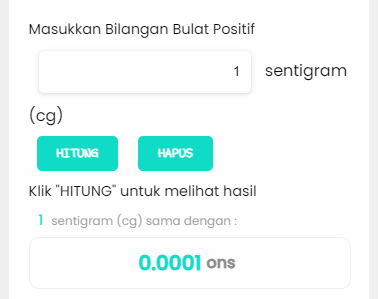 Masukkan Bilangan Bulat Positif
1 sentigram
(cg)
HITUNG HAPUS
Klik "HITUNG" untuk melihat hasil
1 sentigram (cg) sama dengan :
0.0001 ons